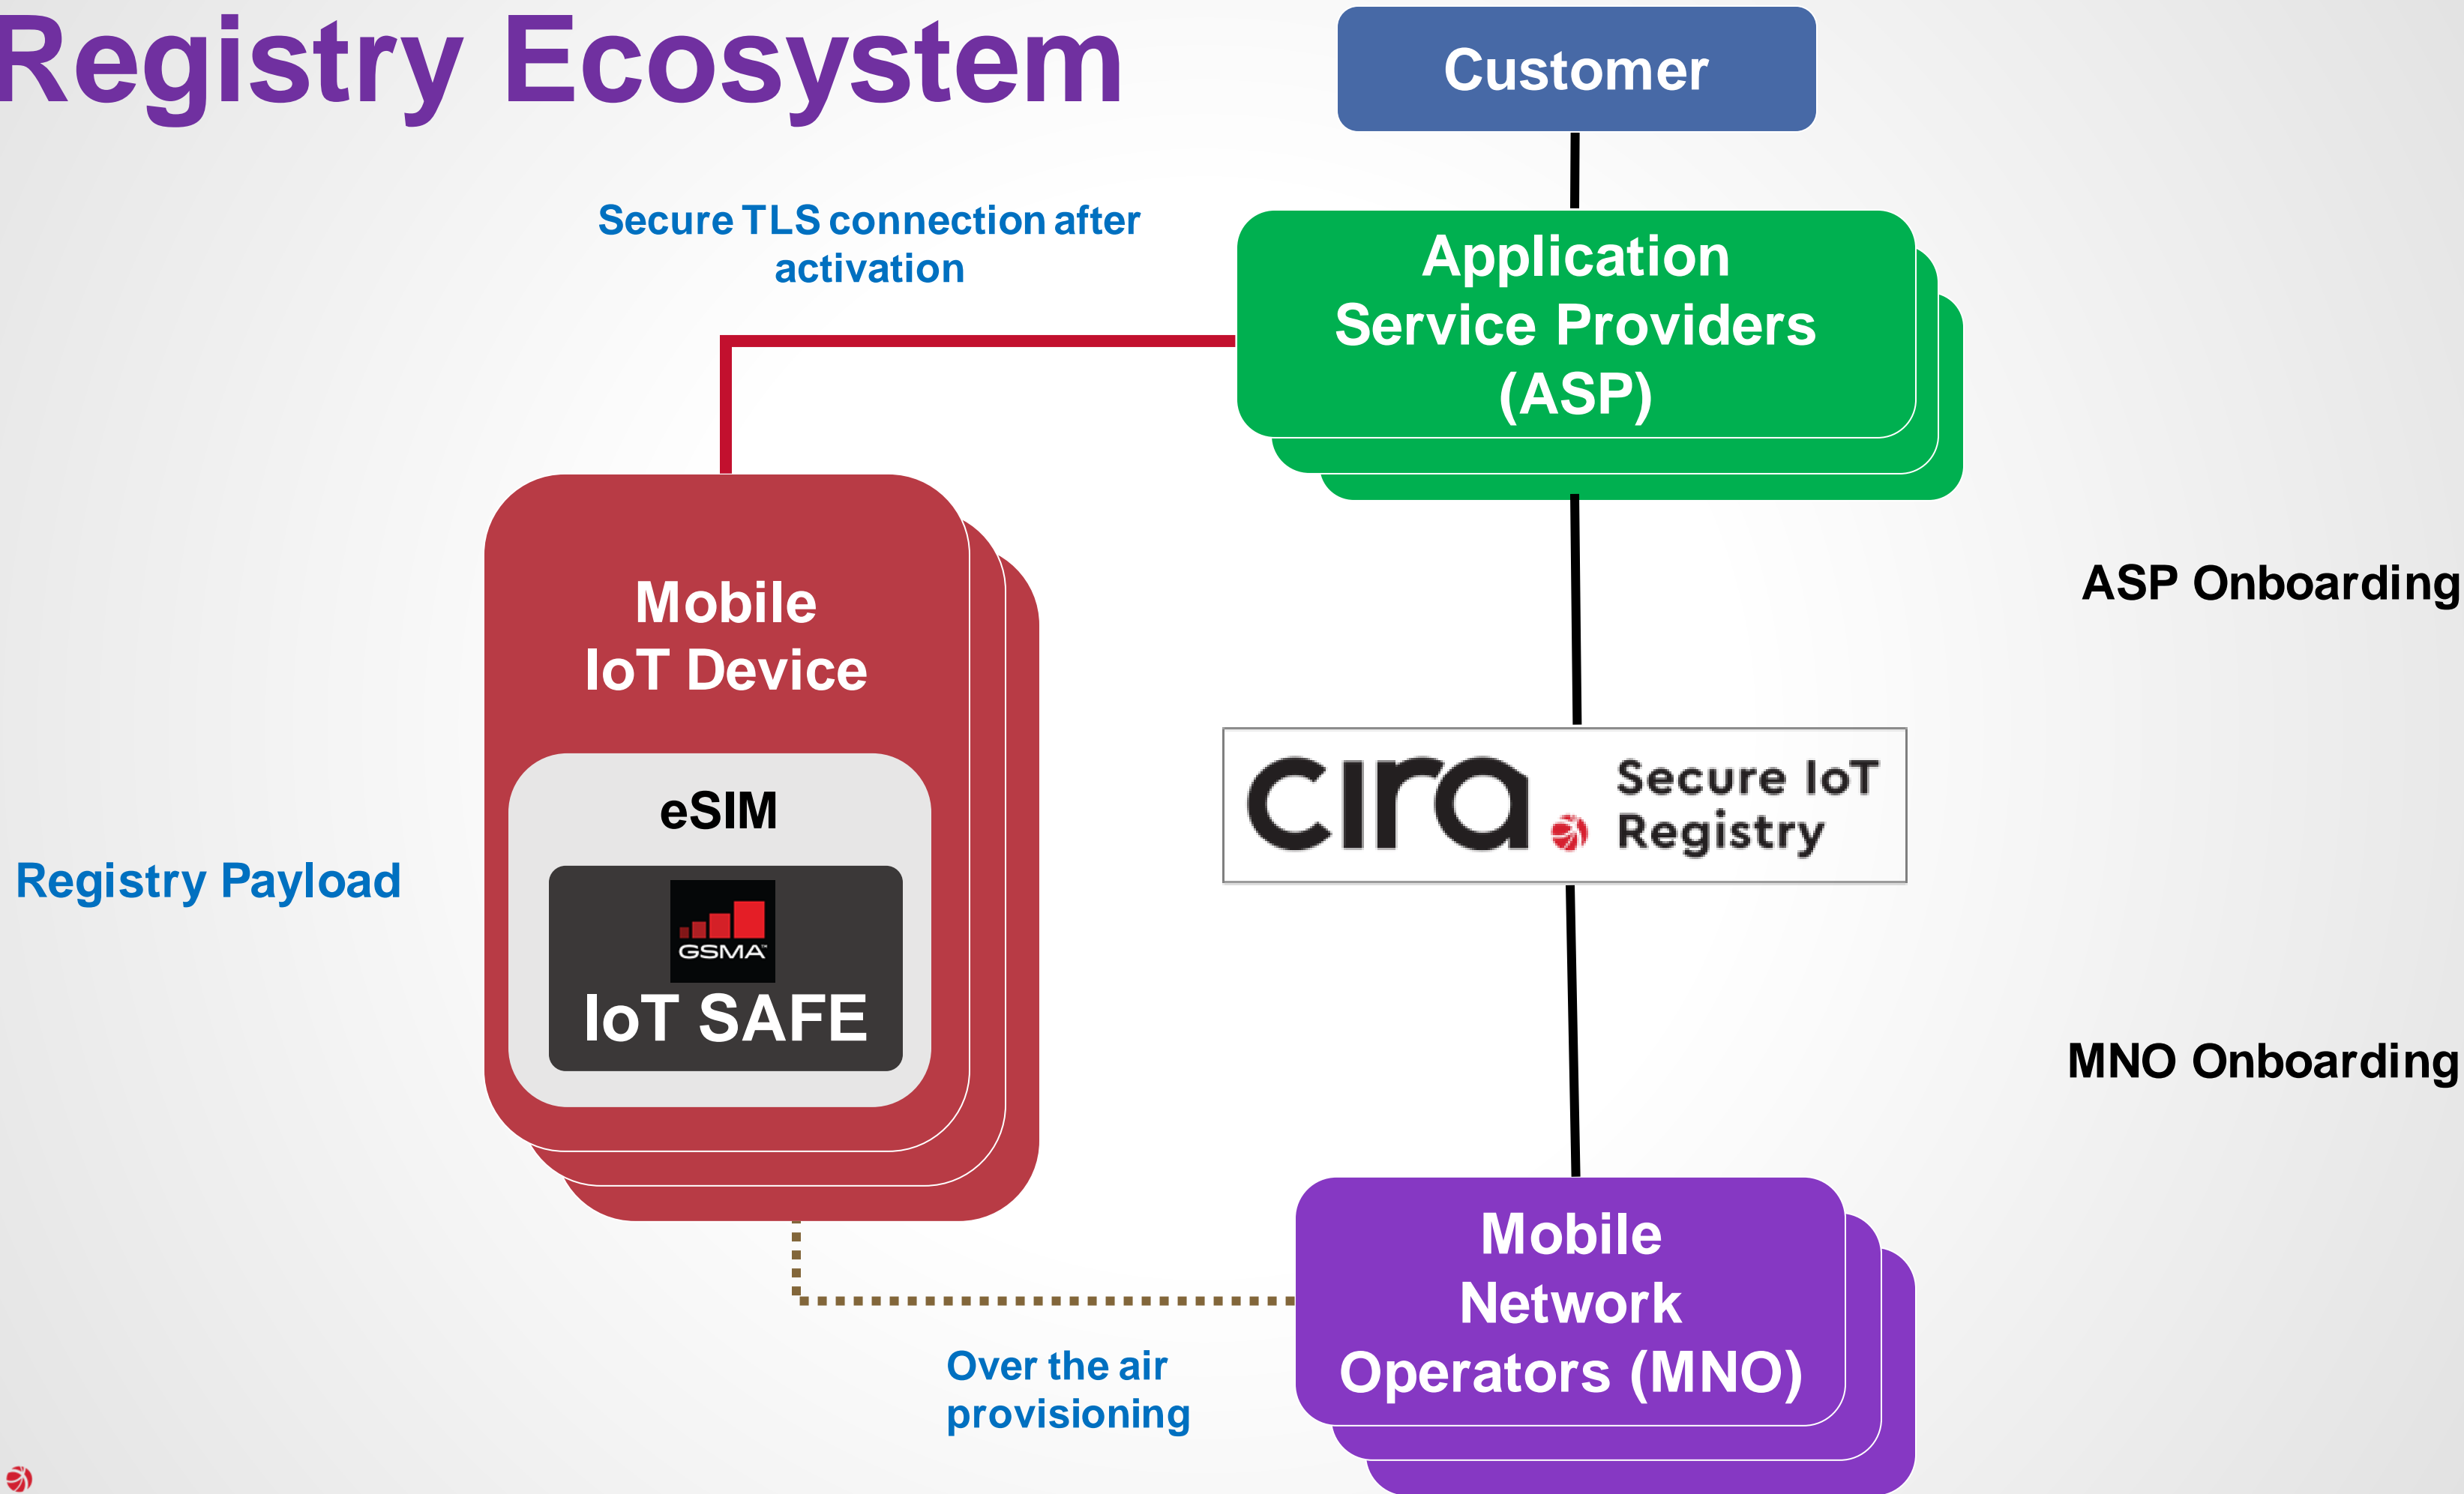 Registry Ecosystem
Customer
Secure TLS connection after
activation
Application
Service Providers
(ASP)
ASP Onboarding
Mobile
IoT Device
eSIM
GSMA™
IoT SAFE
Registry Payload
cira
Secure IoT
Registry
MNO Onboarding
Mobile
Network
Operators (MNO)
Over the air
provisioning